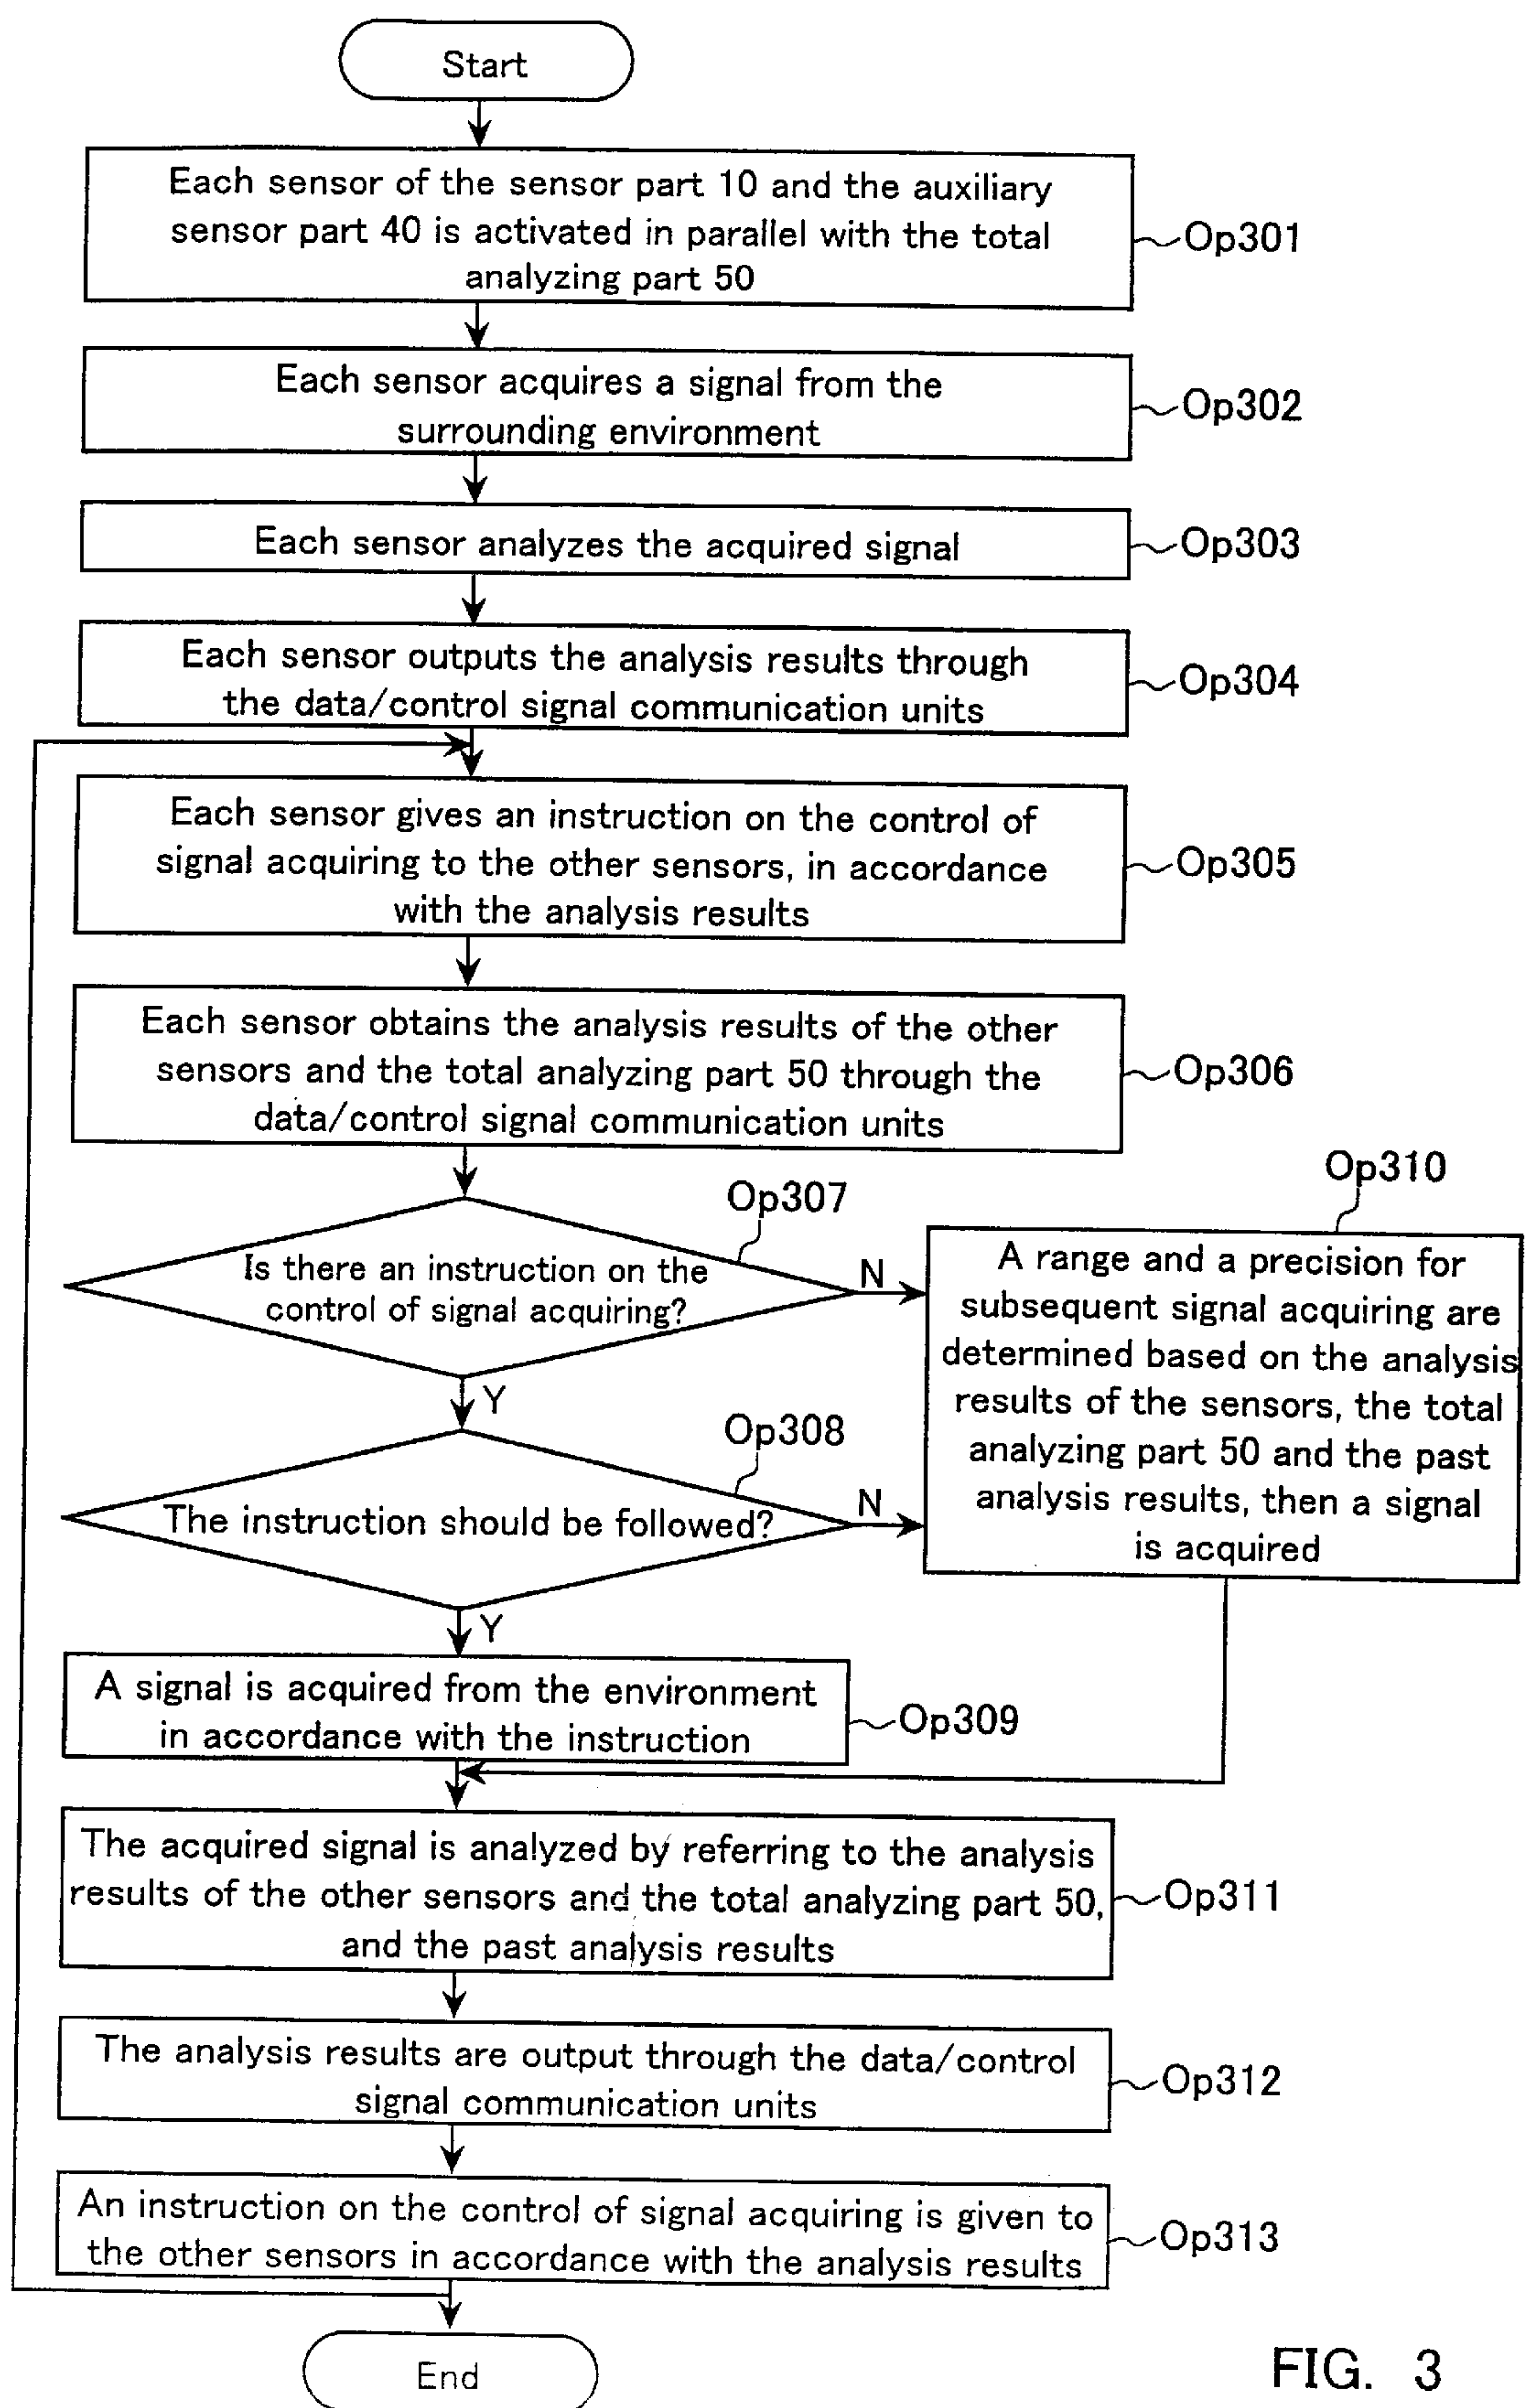 Start
Each sensor of the sensor part 10 and the auxiliary
sensor part 40 is activated in parallel with the total
analyzing part 50
Op301
Each sensor acquires a signal from the
surrounding environment
Op302
Each sensor analyzes the acquired signal
Op303
Each sensor outputs the analysis results through
the data/control signal communication units
Op304
Each sensor gives an instruction on the control of
signal acquiring to the other sensors, in accordance
with the analysis results
Op305
Each sensor obtains the analysis results of the other
sensors and the total analyzing part 50 through the
data/control signal communication units
Op306
Op307
Is there an instruction on the
control of signal acquiring?
N
Y
Op310
A range and a precision for
subsequent signal acquiring are
determined based on the analysis
results of the sensors, the total
analyzing part 50 and the past
analysis results, then a signal
is acquired
Op308
The instruction should be followed?
N
Y
A signal is acquired from the environment
in accordance with the instruction
Op309
The acquired signal is analyzed by referring to the analysis
results of the other sensors and the total analyzing part 50,
and the past analysis results
Op311
The analysis results are output through the data/control
signal communication units
Op312
An instruction on the control of signal acquiring is given to
the other sensors in accordance with the analysis results
Op313
End
FIG. 3